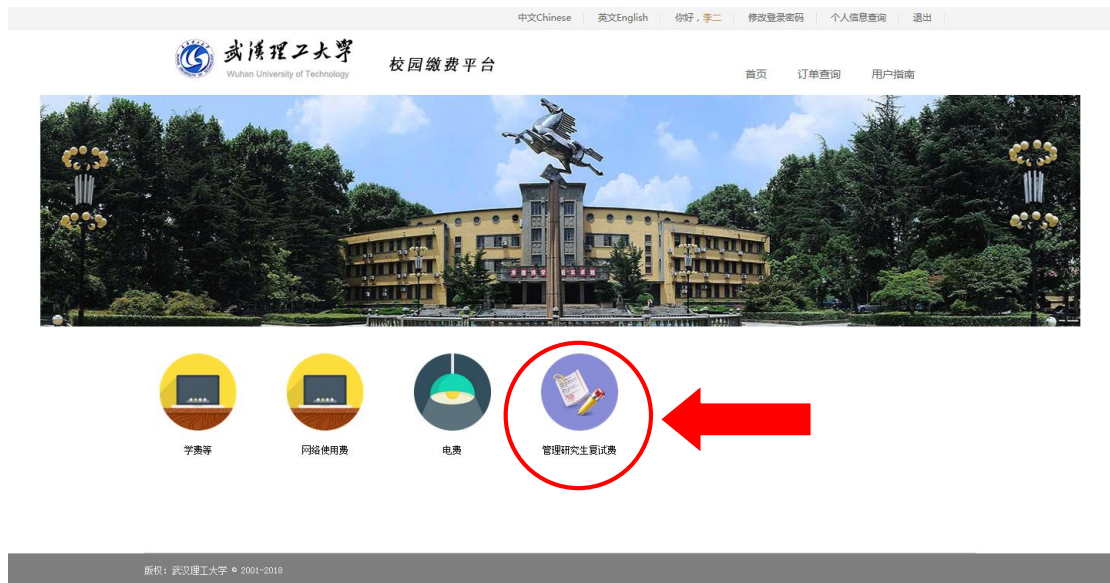 中文Chinese 英文English 你好，李二 修改登录密码 个人信息查询 退出
武汉理工大学 校园缴费平台
Wuhan University of Technology
首页 订单查询 用户指南
学费等 网络使用费 电费 管理研究生复试费
版权：武汉理工大学 © 2001-2018